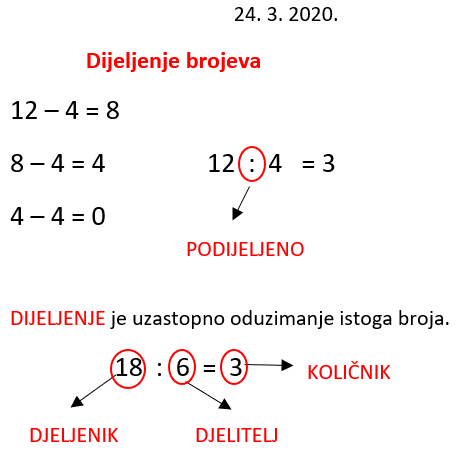 24. 3. 2020.
Dijeljenje brojeva
12 – 4 = 8
8 – 4 = 4
12 : 4 = 3
4 – 4 = 0
PODIJELJENO
DIJELJENJE je uzastopno oduzimanje istoga broja.
18 : 6 = 3
KOLIČNIK
DJELJENIK
DJELITELJ